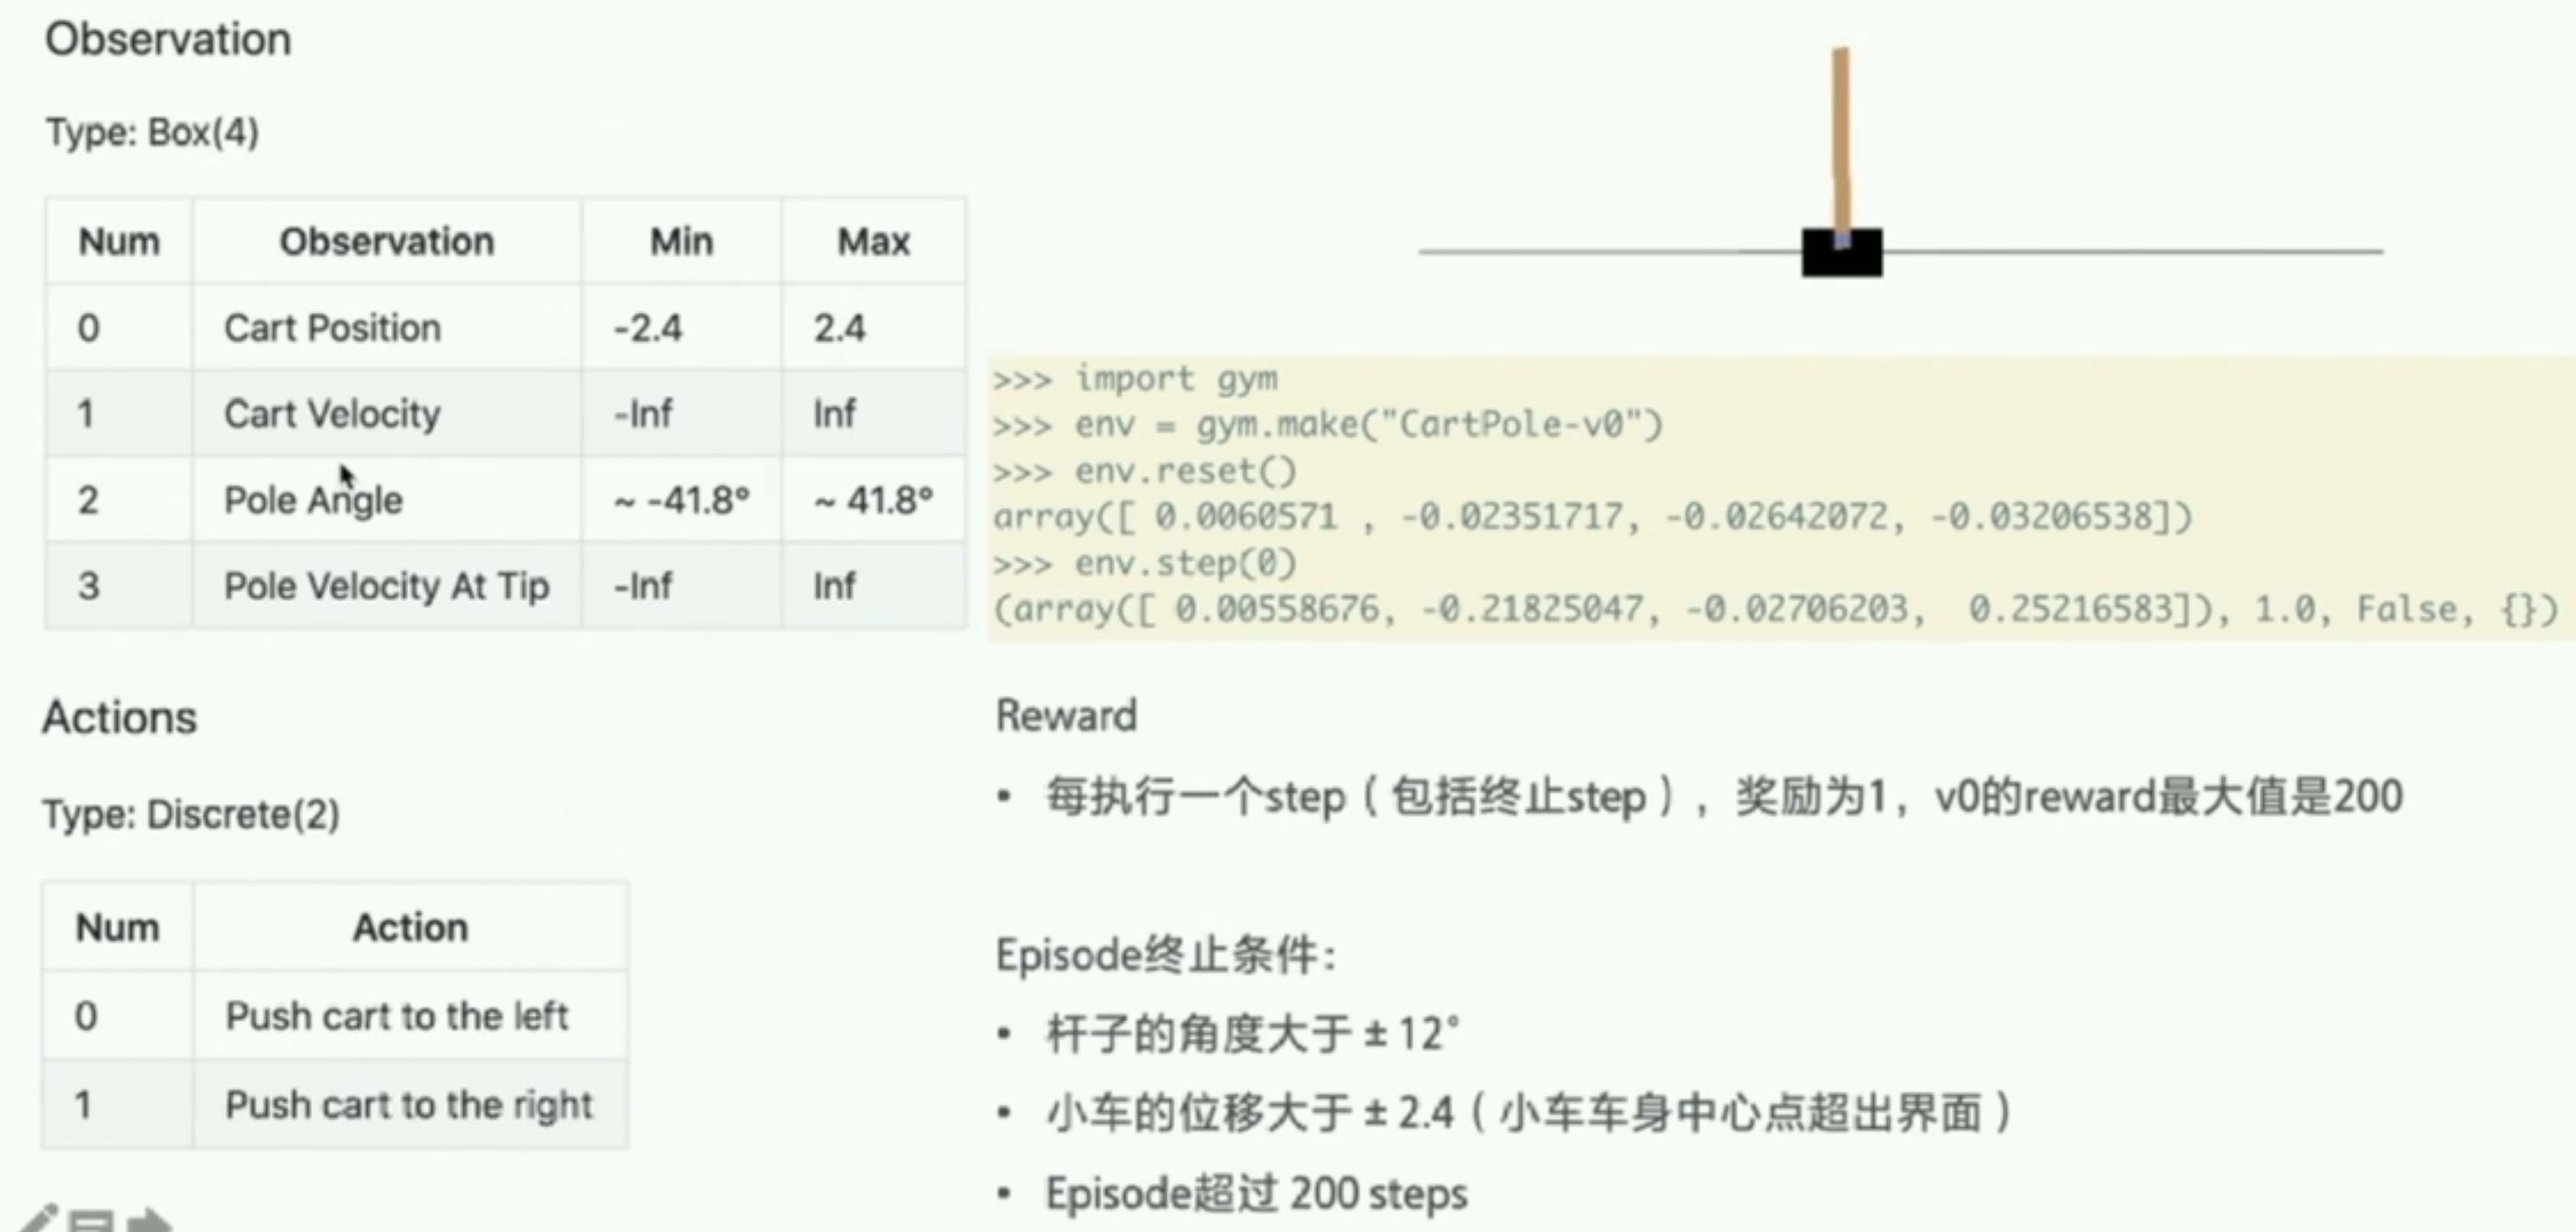 Observation
Type: Box(4)
Num Observation Min Max
0 Cart Position -2.4 2.4
1 Cart Velocity -Inf Inf
2 Pole Angle ~ -41.8° ~ 41.8°
3 Pole Velocity At Tip -Inf Inf
Actions
Type: Discrete(2)
Num Action
0 Push cart to the left
1 Push cart to the right
>>> import gym
>>> env = gym.make("CartPole-v0")
>>> env.reset()
array([ 0.0060571 , -0.02351717, -0.02642072, -0.03206538])
>>> env.step(0)
(array([ 0.00558676, -0.21825047, -0.02706203,  0.25216583]), 1.0, False, {})
Reward
• 每执行一个step（包括终止step），奖励为1，v0的reward最大值是200
Episode终止条件：
• 杆子的角度大于 ± 12°
• 小车的位移大于 ± 2.4（小车车身中心点超出界面）
• Episode超过 200 steps